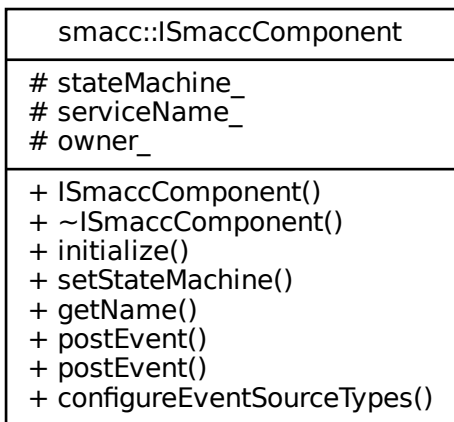 smacc::ISmaccComponent
# stateMachine_
# serviceName_
# owner_
+ ISmaccComponent()
+ ~ISmaccComponent()
+ initialize()
+ setStateMachine()
+ getName()
+ postEvent()
+ postEvent()
+ configureEventSourceTypes()